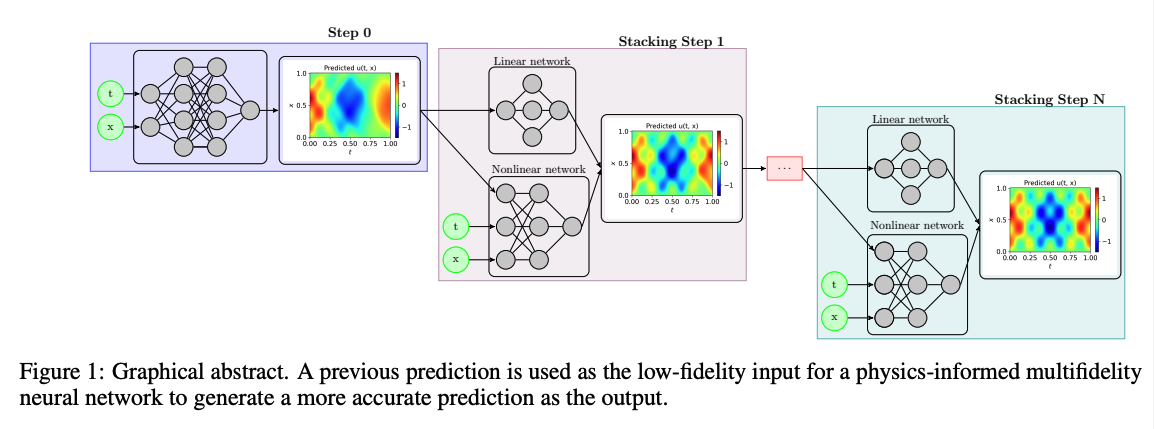 Step 0
t
x
Predicted u(t, x)
1.0
0.5
0.0
x
0.00 0.25 0.50 0.75 1.00
t
1
0
−1
Stacking Step 1
Linear network
Nonlinear network
t
x
Predicted u(t, x)
1.0
0.5
0.0
x
0.00 0.25 0.50 0.75 1.00
t
1
0
−1
...
Stacking Step N
Linear network
Nonlinear network
t
x
Predicted u(t, x)
1.0
0.5
0.0
x
0.00 0.25 0.50 0.75 1.00
t
1
0
−1
Figure 1: Graphical abstract. A previous prediction is used as the low-fidelity input for a physics-informed multifidelity
neural network to generate a more accurate prediction as the output.